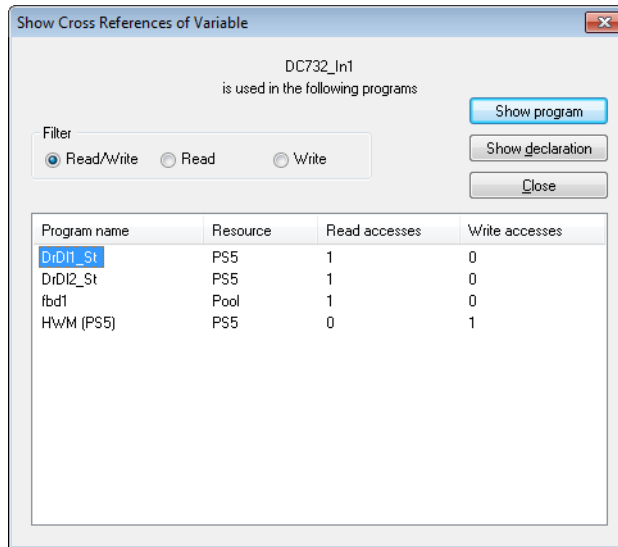 Show Cross References of Variable
DC732_In1
is used in the following programs
Show program
Filter
Read/Write Read Write
Show declaration
Close
Program name Resource Read accesses Write accesses
DrDI1_St PS5 1 0
DrDI2_St PS5 1 0
fbd1 Pool 1 0
HWM (PS5) PS5 0 1